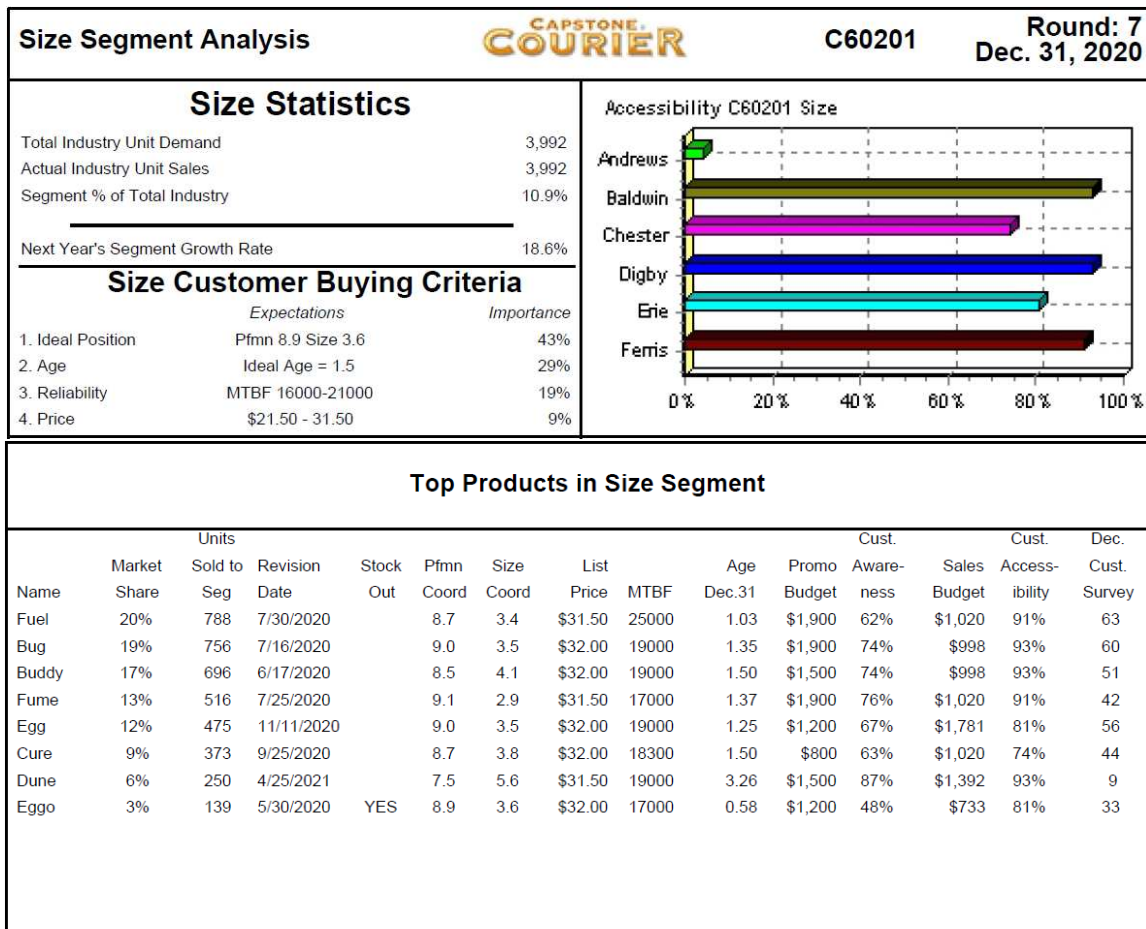 Size Segment Analysis
CAPSTONE
COURIER
C60201
Round: 7
Dec. 31, 2020
Size Statistics
Total Industry Unit Demand 3,992
Actual Industry Unit Sales 3,992
Segment % of Total Industry 10.9%
Next Year's Segment Growth Rate 18.6%
Size Customer Buying Criteria
Expectations Importance
1. Ideal Position Pfmn 8.9 Size 3.6 43%
2. Age Ideal Age = 1.5 29%
3. Reliability MTBF 16000-21000 19%
4. Price $21.50 - 31.50 9%
Accessibility C60201 Size
Andrews
Baldwin
Chester
Digby
Erie
Ferris
0% 20% 40% 60% 80% 100%
Top Products in Size Segment
Units Cust. Cust. Dec.
Market Sold to Revision Stock Pfmn Size List Age Promo Aware- Sales Access- Cust.
Name Share Seg Date Out Coord Coord Price MTBF Dec.31 Budget ness Budget ibility Survey
Fuel 20% 788 7/30/2020 8.7 3.4 $31.50 25000 1.03 $1,900 62% $1,020 91% 63
Bug 19% 756 7/16/2020 9.0 3.5 $32.00 19000 1.35 $1,900 74% $998 93% 60
Buddy 17% 696 6/17/2020 8.5 4.1 $32.00 19000 1.50 $1,500 74% $998 93% 51
Fume 13% 516 7/25/2020 9.1 2.9 $31.50 17000 1.37 $1,900 76% $1,020 91% 42
Egg 12% 475 11/11/2020 9.0 3.5 $32.00 19000 1.25 $1,200 67% $1,781 81% 56
Cure 9% 373 9/25/2020 8.7 3.8 $32.00 18300 1.50 $800 63% $1,020 74% 44
Dune 6% 250 4/25/2021 7.5 5.6 $31.50 19000 3.26 $1,500 87% $1,392 93% 9
Eggo 3% 139 5/30/2020 YES 8.9 3.6 $32.00 17000 0.58 $1,200 48% $733 81% 33